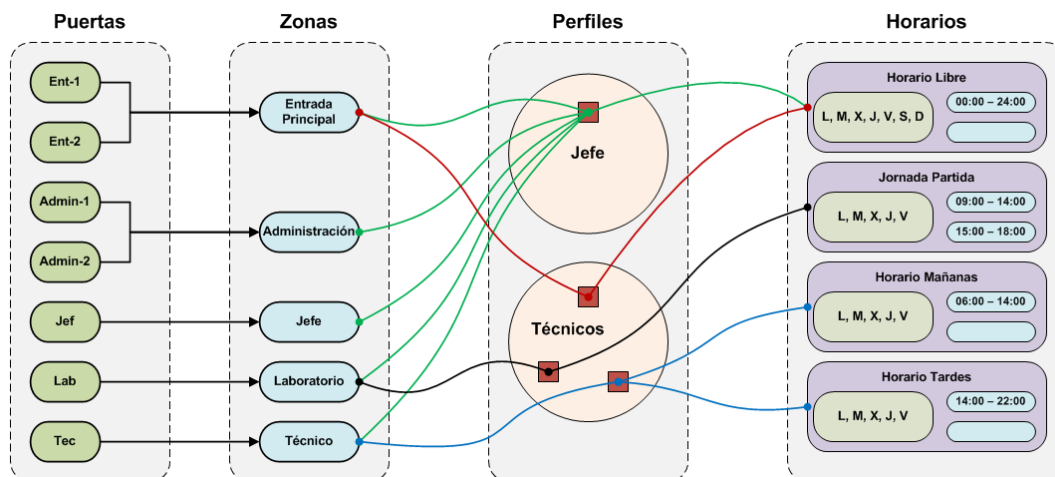 Puertas
Zonas
Perfiles
Horarios
Ent-1
Ent-2
Admin-1
Admin-2
Jef
Lab
Tec
Entrada
Principal
Administración
Jefe
Laboratorio
Técnico
Jefe
Técnicos
Horario Libre
L, M, X, J, V, S, D
00:00 – 24:00
Jornada Partida
L, M, X, J, V
09:00 – 14:00
15:00 – 18:00
Horario Mañanas
L, M, X, J, V
06:00 – 14:00
Horario Tardes
L, M, X, J, V
14:00 – 22:00